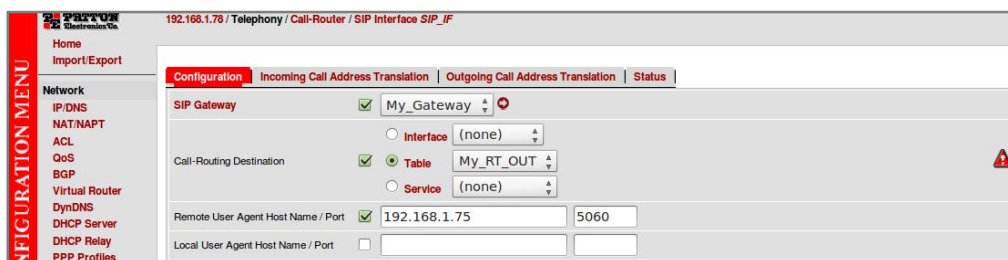 PATTON
Electronics Co.
192.168.1.78 / Telephony / Call-Router / SIP Interface SIP_IF
Home
Import/Export
Network
IP/DNS
NAT/NAPT
ACL
QoS
BGP
Virtual Router
DynDNS
DHCP Server
DHCP Relay
PPP Profiles
Configuration | Incoming Call Address Translation | Outgoing Call Address Translation | Status
SIP Gateway My_Gateway
Interface (none)
Call-Routing Destination Table My_RT_OUT
Service (none)
Remote User Agent Host Name / Port 192.168.1.75 5060
Local User Agent Host Name / Port
MENU